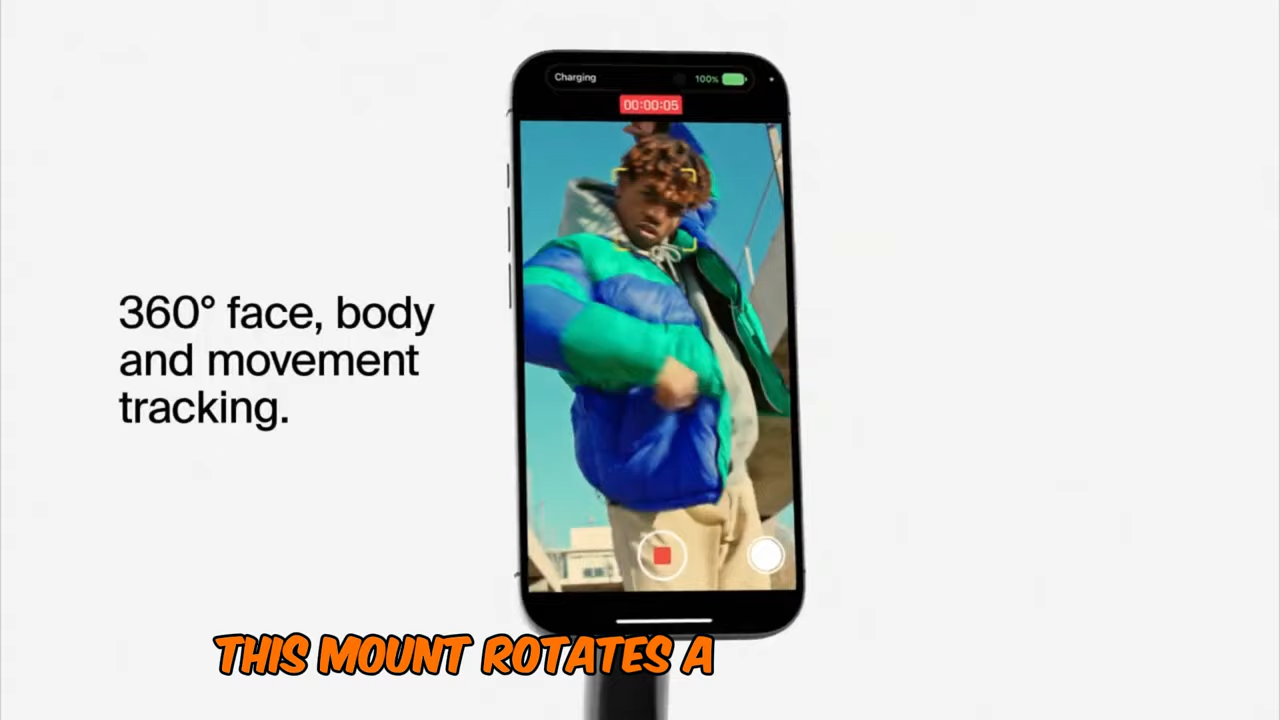 Charging 100%
00:00:05
360° face, body
and movement
tracking.
THIS MOUNT ROTATES A